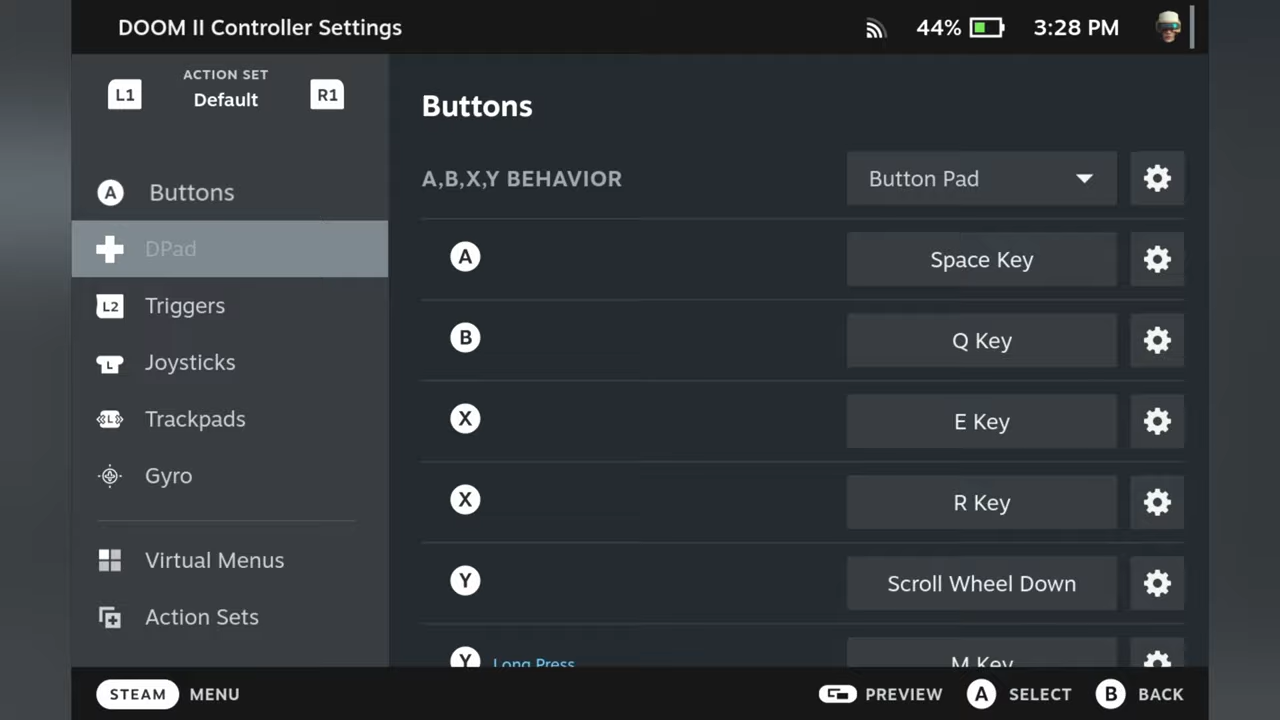 DOOM II Controller Settings
44%
3:28 PM
L1
ACTION SET
Default
R1
A Buttons
DPad
L2 Triggers
L Joysticks
L Trackpads
Gyro
Virtual Menus
Action Sets
Buttons
A,B,X,Y BEHAVIOR
Button Pad
A
Space Key
B
Q Key
X
E Key
X
R Key
Y
Scroll Wheel Down
Y Long Press
M Key
STEAM MENU
PREVIEW
A SELECT
B BACK